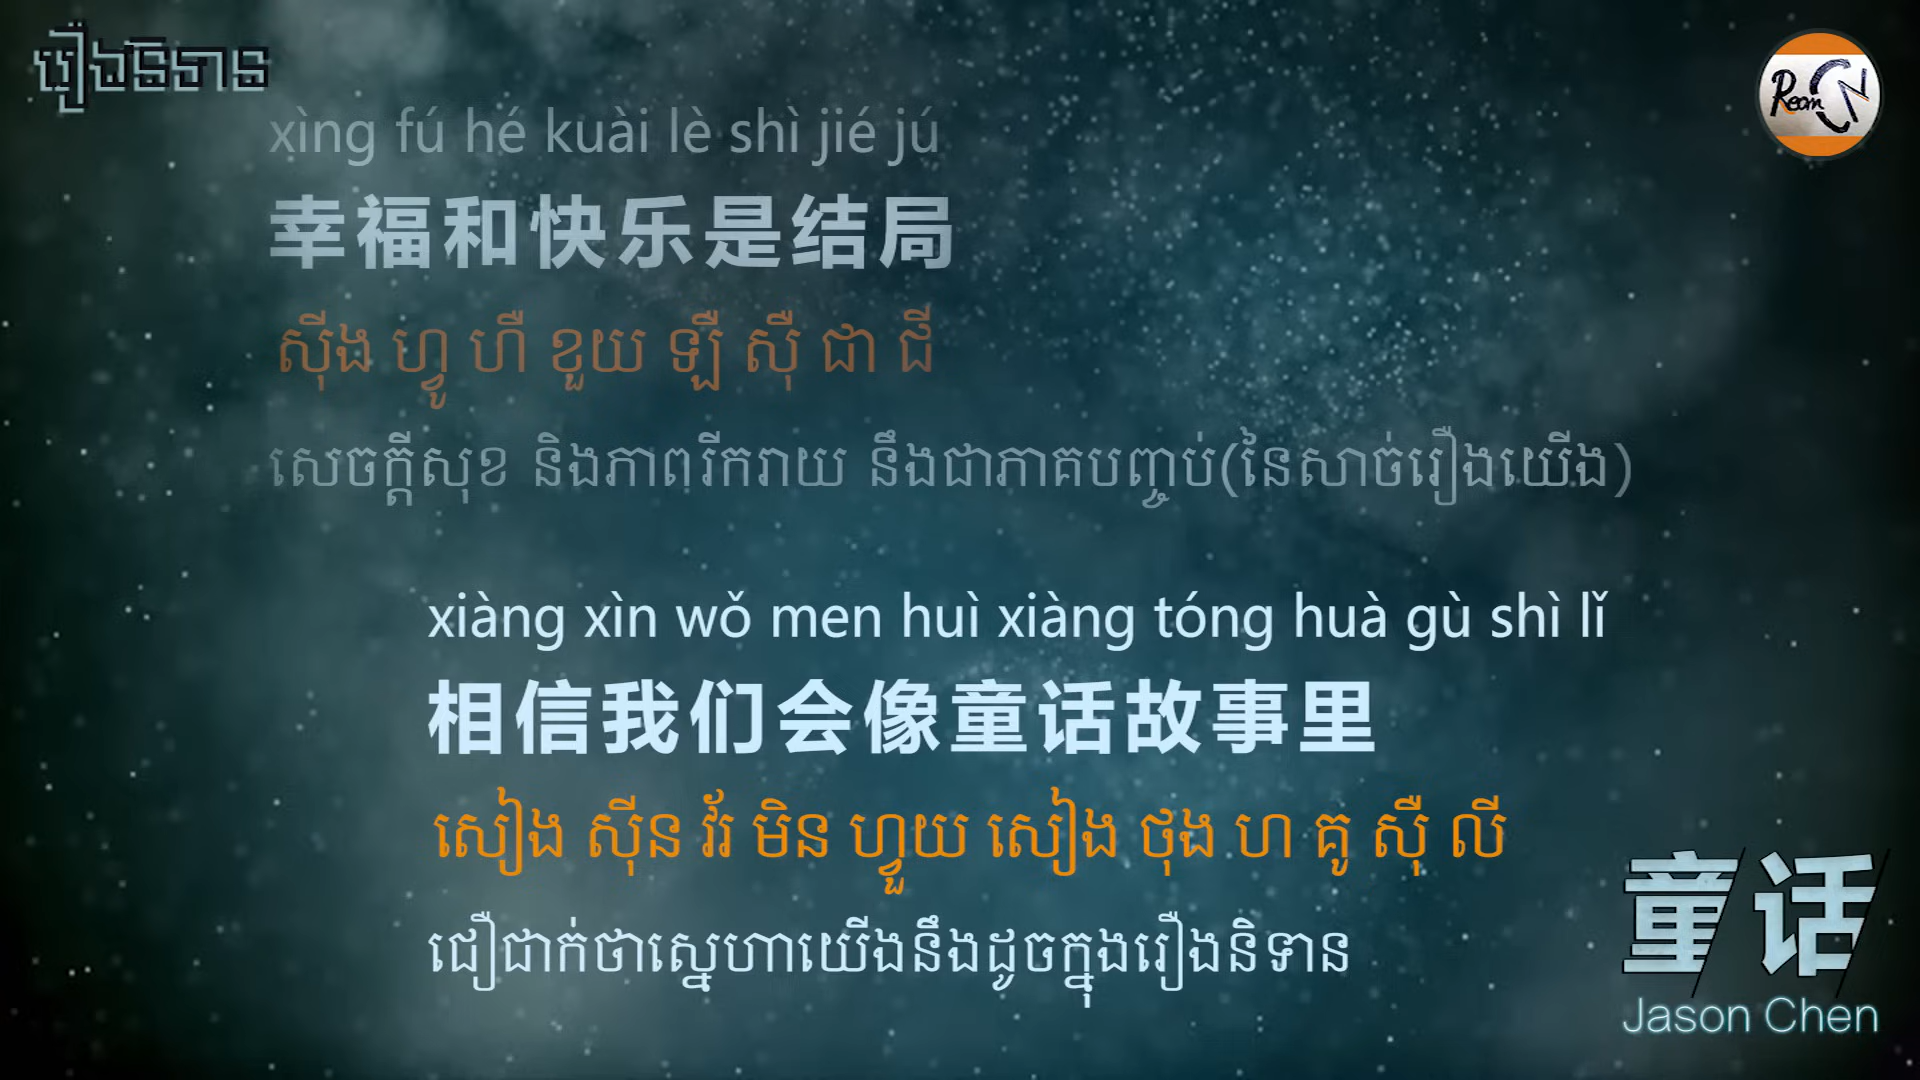 រឿងនិទាន
Ream CN
xìng fú hé kuài lè shì jié jú
幸福和快乐是结局
ស៊ីង ហ្វូ ហឺ ខួយ ឡឺ ស៊ឺ ជា ជី
សេចក្ដីសុខ និងភាពរីករាយ នឹងជាភាគបញ្ចប់(នៃសាច់រឿងយើង)
xiàng xìn wǒ men huì xiàng tóng huà gù shì lǐ
相信我们会像童话故事里
សៀង ស៊ីន វ័រ មិន ហ្វួយ សៀង ថុង ហ គូ ស៊ឺ លី
ជឿជាក់ថាស្នេហាយើងនឹងដូចក្នុងរឿងនិទាន
童话
Jason Chen